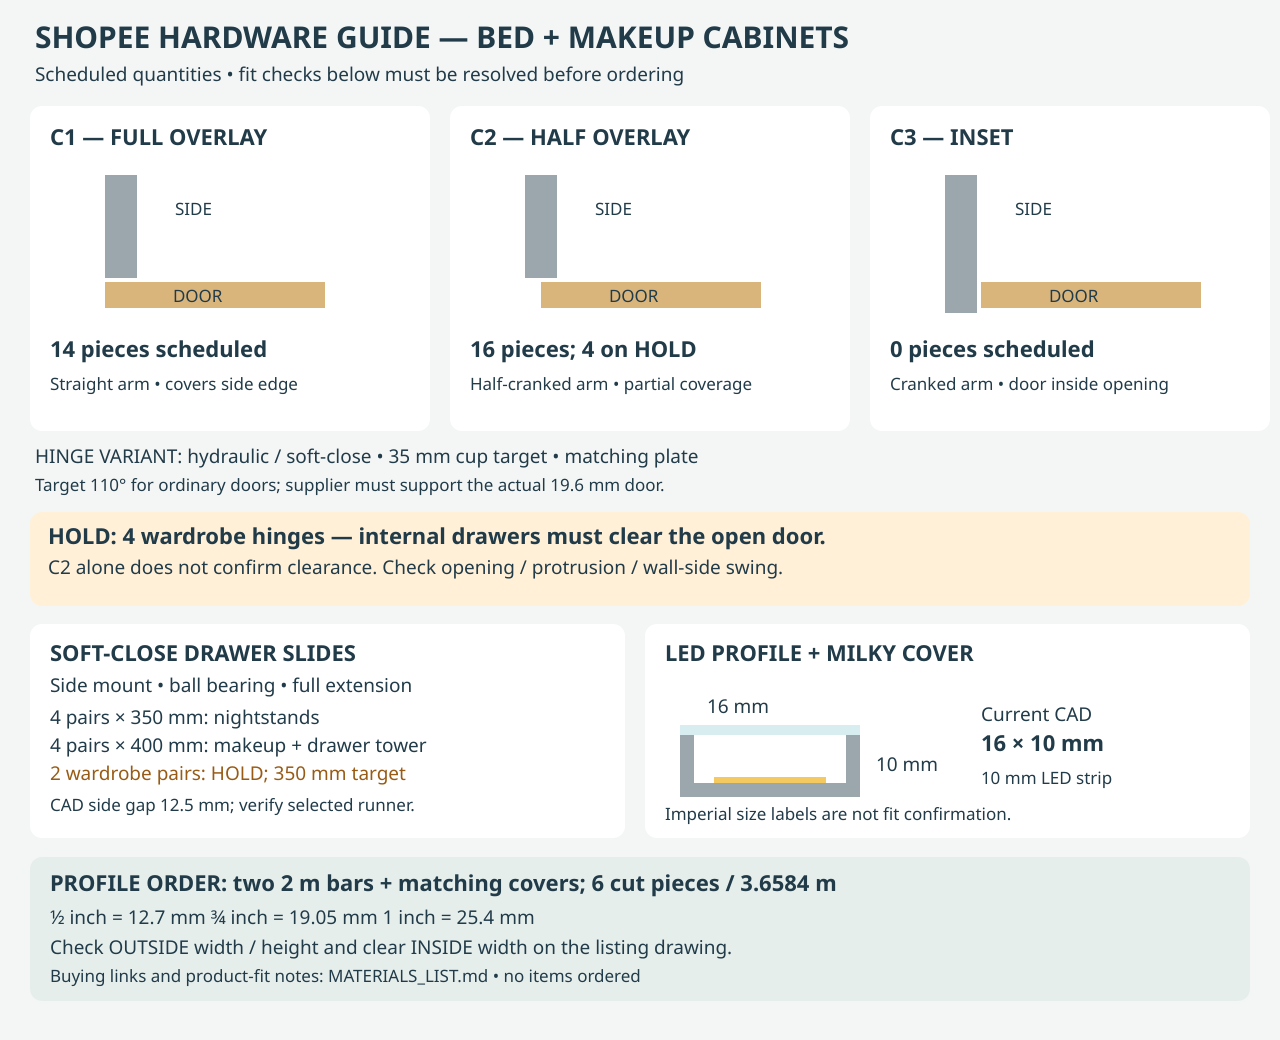 SHOPEE HARDWARE GUIDE — BED + MAKEUP CABINETS
Scheduled quantities • fit checks below must be resolved before ordering
C1 — FULL OVERLAY
SIDE
DOOR
14 pieces scheduled
Straight arm • covers side edge
C2 — HALF OVERLAY
SIDE
DOOR
16 pieces; 4 on HOLD
Half-cranked arm • partial coverage
C3 — INSET
SIDE
DOOR
0 pieces scheduled
Cranked arm • door inside opening
HINGE VARIANT: hydraulic / soft-close • 35 mm cup target • matching plate
Target 110° for ordinary doors; supplier must support the actual 19.6 mm door.
HOLD: 4 wardrobe hinges — internal drawers must clear the open door.
C2 alone does not confirm clearance. Check opening / protrusion / wall-side swing.
SOFT-CLOSE DRAWER SLIDES
Side mount • ball bearing • full extension
4 pairs × 350 mm: nightstands
4 pairs × 400 mm: makeup + drawer tower
2 wardrobe pairs: HOLD; 350 mm target
CAD side gap 12.5 mm; verify selected runner.
LED PROFILE + MILKY COVER
16 mm
10 mm
Current CAD
16 × 10 mm
10 mm LED strip
Imperial size labels are not fit confirmation.
PROFILE ORDER: two 2 m bars + matching covers; 6 cut pieces / 3.6584 m
½ inch = 12.7 mm ¾ inch = 19.05 mm 1 inch = 25.4 mm
Check OUTSIDE width / height and clear INSIDE width on the listing drawing.
Buying links and product-fit notes: MATERIALS_LIST.md • no items ordered